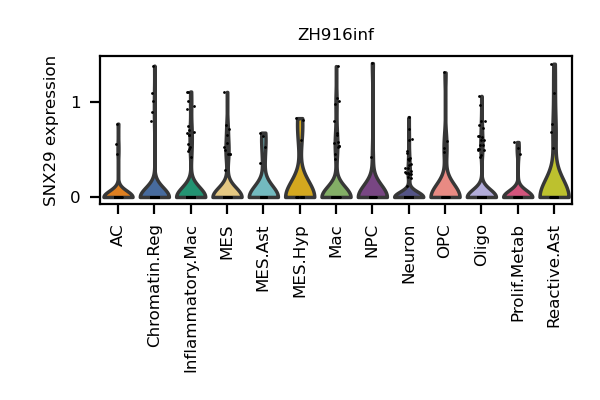 ZH916inf
SNX29 expression
1
0
AC
Chromatin.Reg
Inflammatory.Mac
MES
MES.Ast
MES.Hyp
Mac
NPC
Neuron
OPC
Oligo
Prolif.Metab
Reactive.Ast